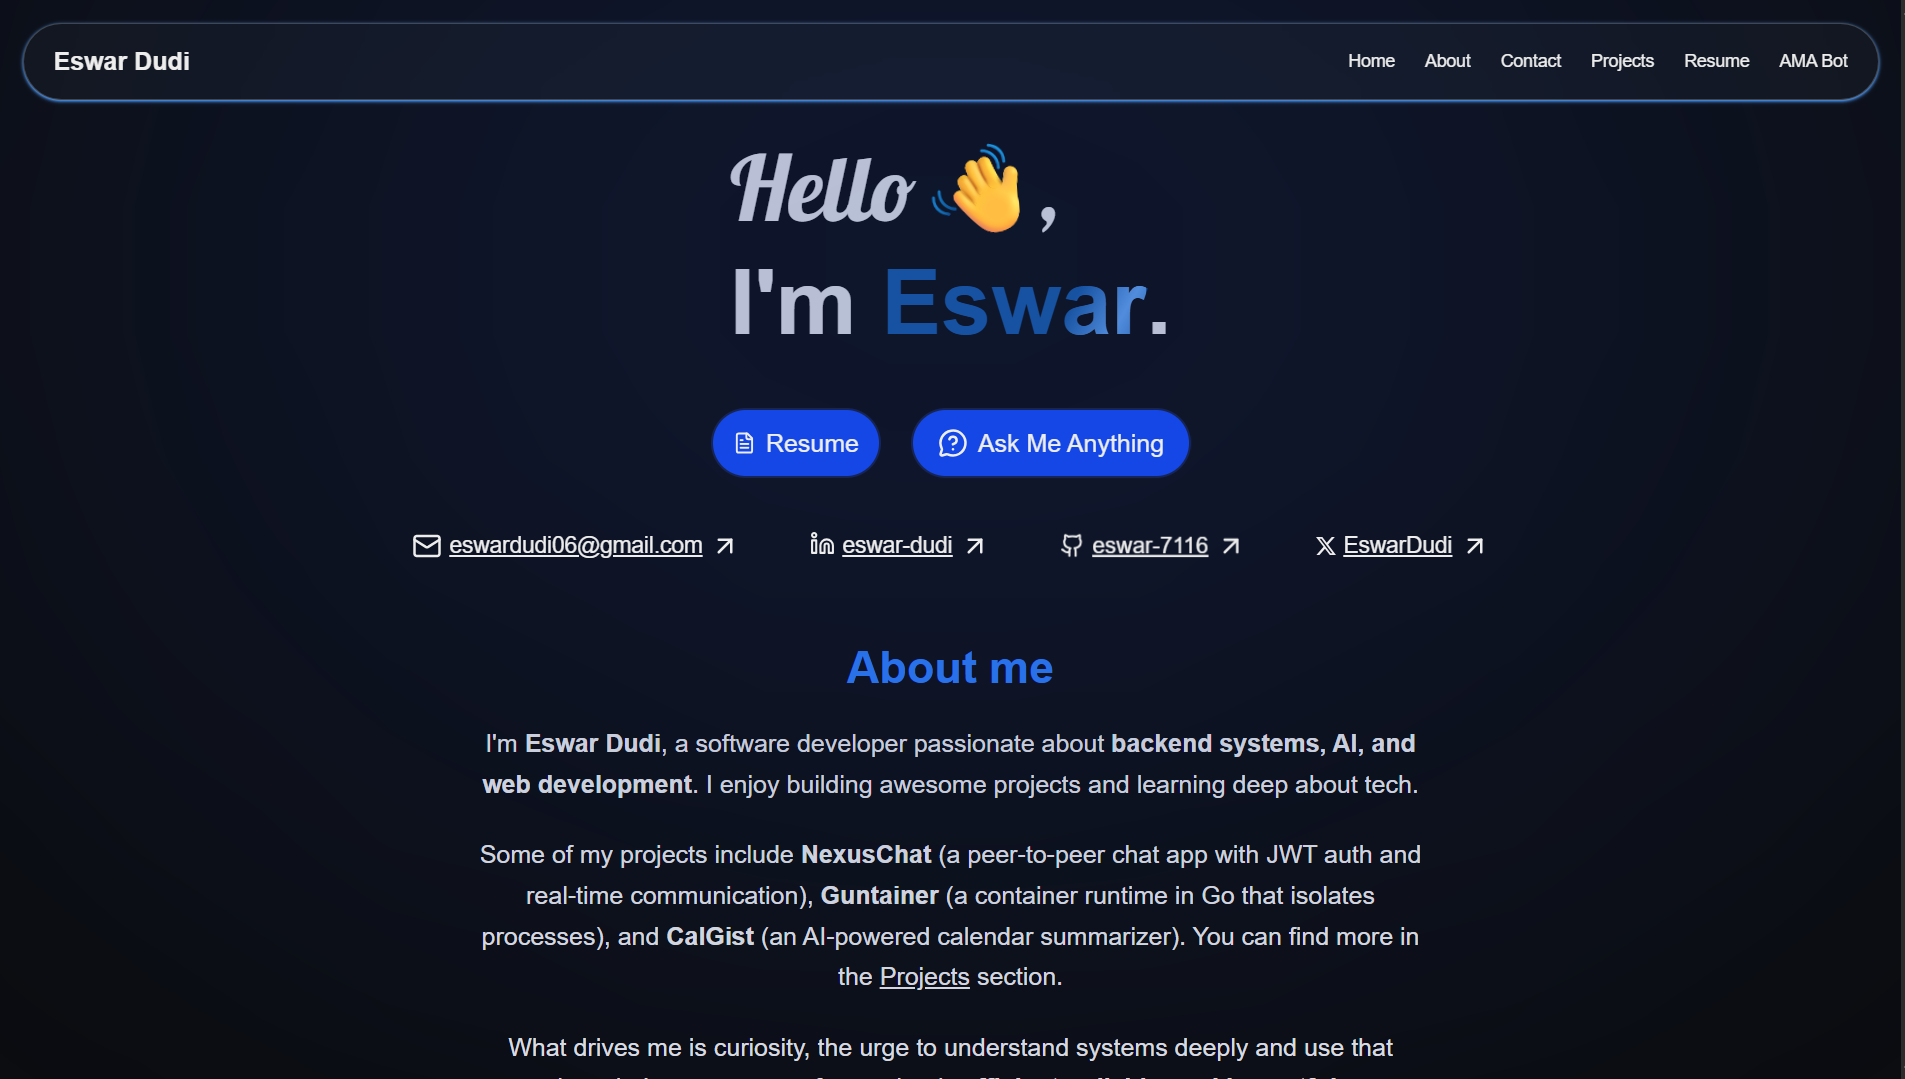 Eswar Dudi
Home About Contact Projects Resume AMA Bot
Hello 👋,
I'm Eswar.
Resume Ask Me Anything
eswardudi06@gmail.com eswar-dudi eswar-7116 EswarDudi
About me
I'm Eswar Dudi, a software developer passionate about backend systems, AI, and
web development. I enjoy building awesome projects and learning deep about tech.
Some of my projects include NexusChat (a peer-to-peer chat app with JWT auth and
real-time communication), Guntainer (a container runtime in Go that isolates
processes), and CalGist (an AI-powered calendar summarizer). You can find more in
the Projects section.
What drives me is curiosity, the urge to understand systems deeply and use that